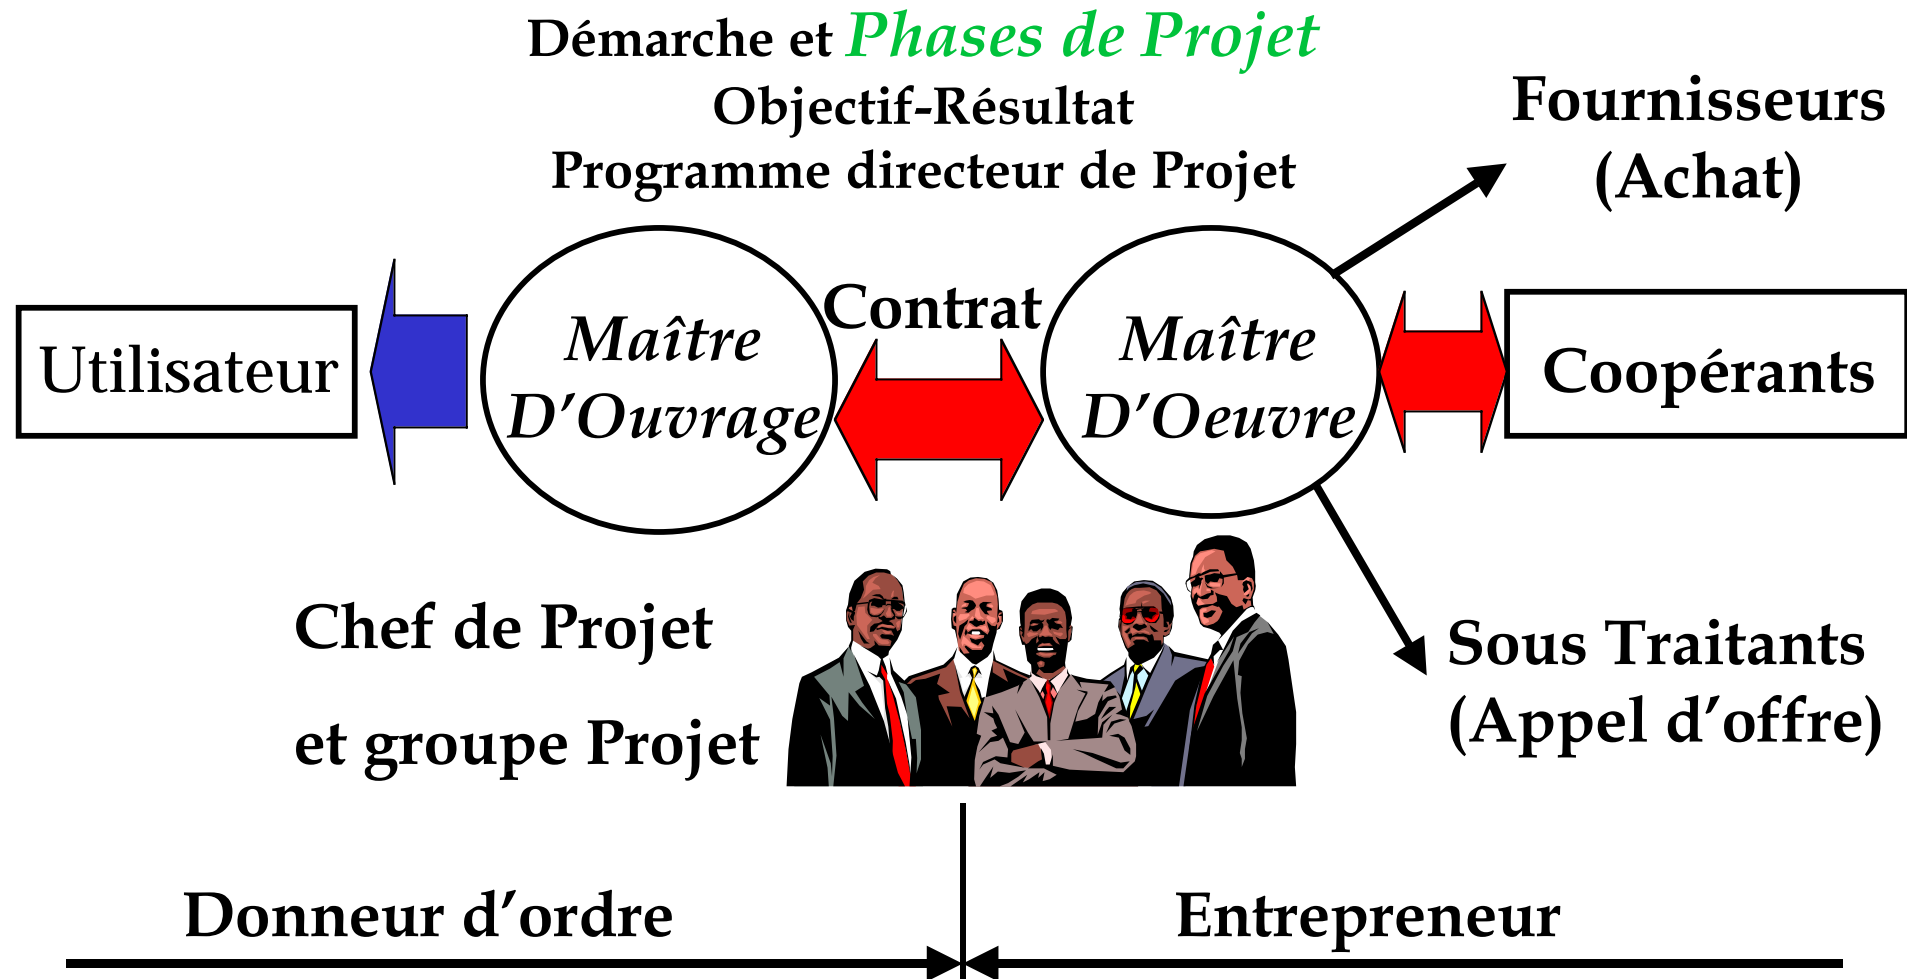 Démarche et Phases de Projet
Objectif-Résultat
Programme directeur de Projet
Fournisseurs
(Achat)
Utilisateur
Maître
D’Ouvrage
Contrat
Maître
D’Oeuvre
Coopérants
Chef de Projet
et groupe Projet
Sous Traitants
(Appel d’offre)
Donneur d’ordre
Entrepreneur